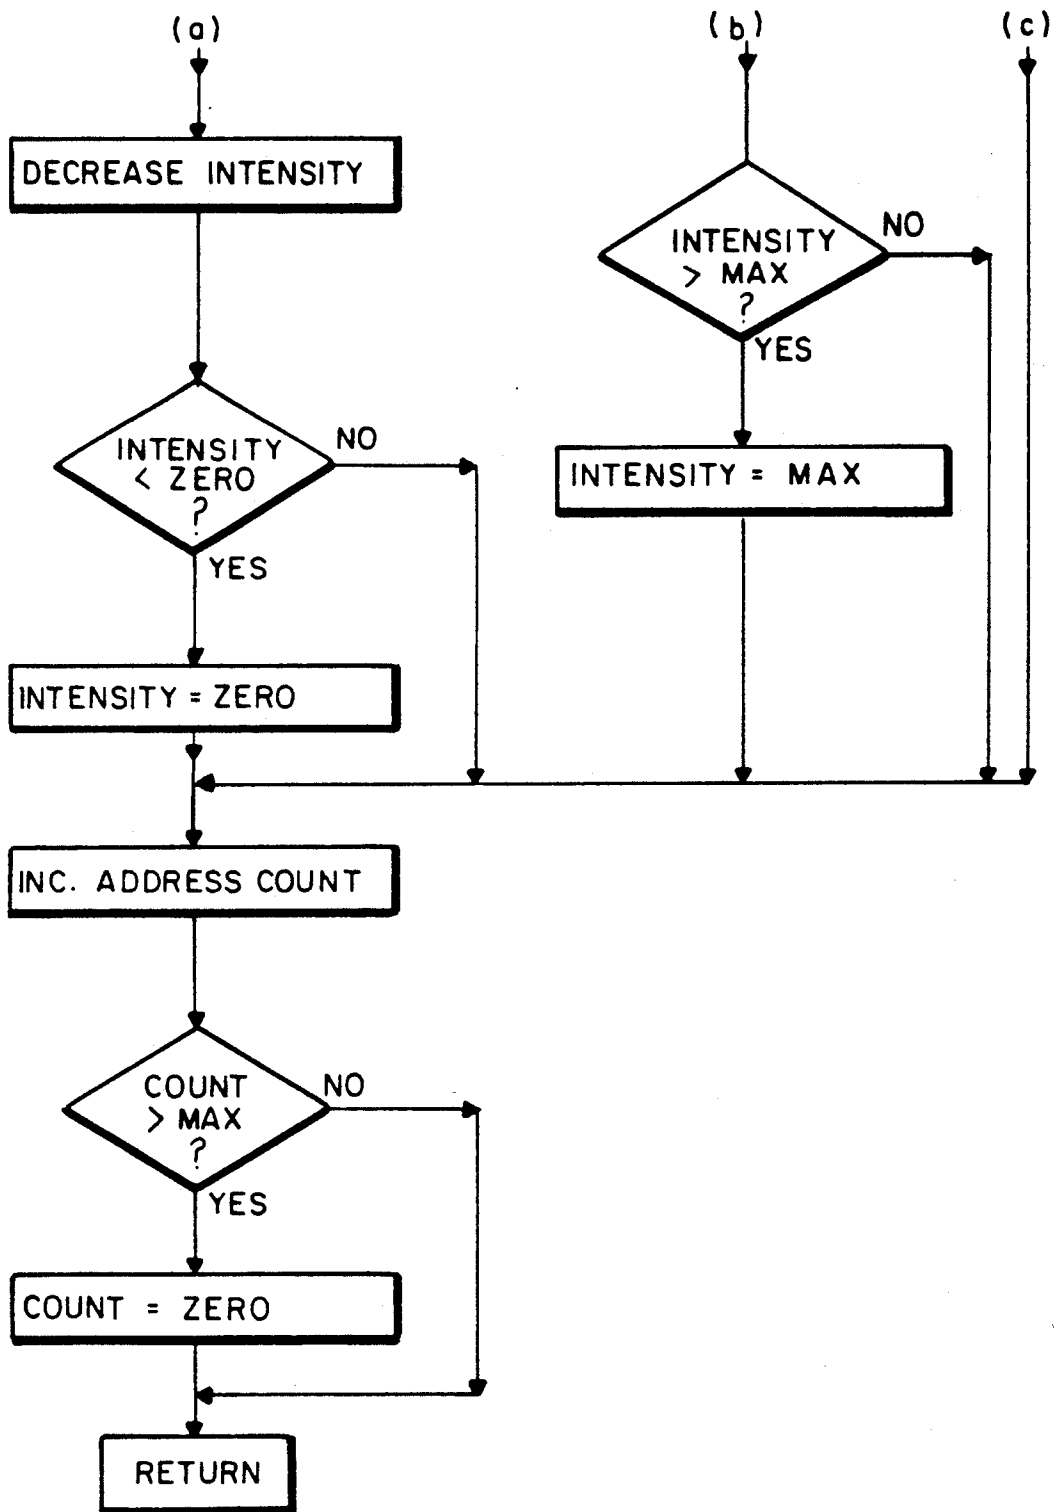 (a)
(b)
(c)
DECREASE INTENSITY
INTENSITY
> MAX
?
NO
YES
INTENSITY
< ZERO
?
NO
YES
INTENSITY = MAX
INTENSITY = ZERO
INC. ADDRESS COUNT
COUNT
> MAX
?
NO
YES
COUNT = ZERO
RETURN